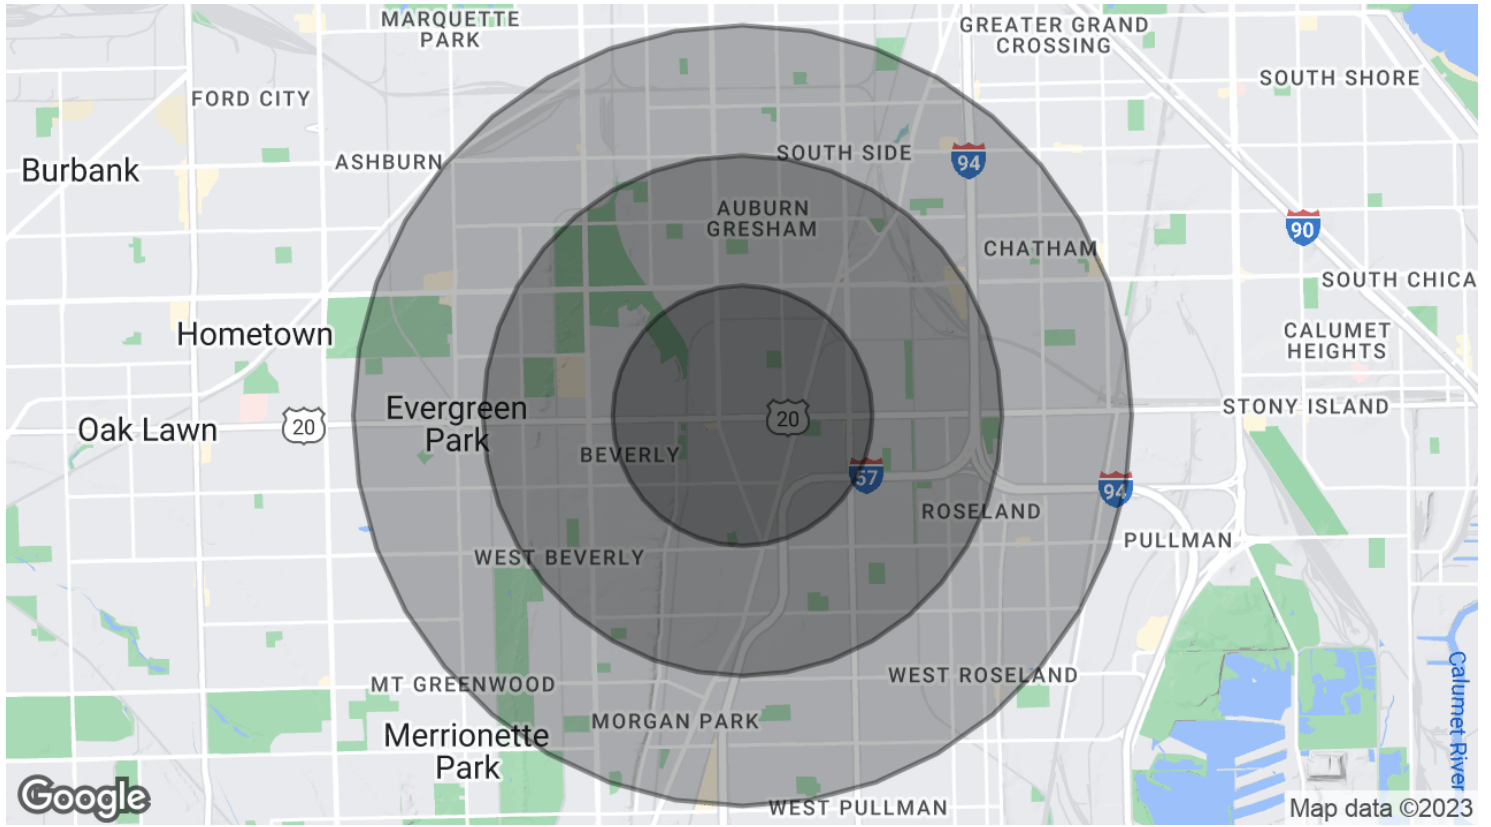 MARQUETTE
PARK
GREATER GRAND
CROSSING
SOUTH SHORE
FORD CITY
SOUTH SIDE
94
ASHBURN
Burbank
AUBURN
GRESHAM
90
CHATHAM
SOUTH CHICA
Hometown
CALUMET
HEIGHTS
Evergreen
Park
STONY ISLAND
20
20
Oak Lawn
BEVERLY
57
94
ROSELAND
PULLMAN
WEST BEVERLY
WEST ROSELAND
MT GREENWOOD
Calumet River
MORGAN PARK
Merrionette
Park
Google
WEST PULLMAN
Map data ©2023